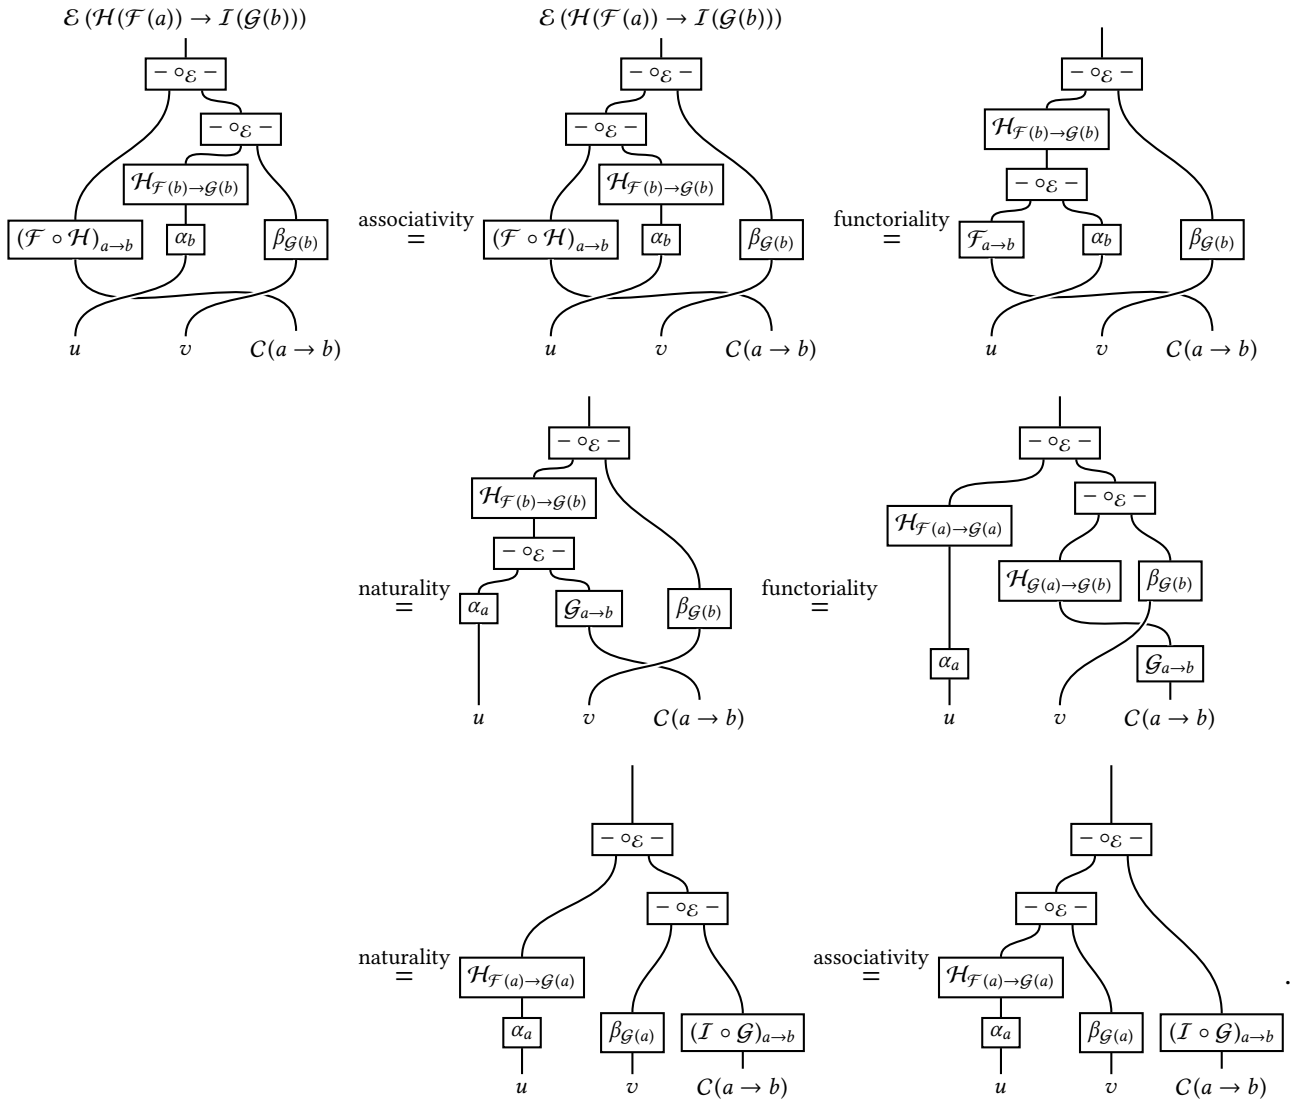 ℰ (ℋ(ℱ(a)) → ℐ(𝒢(b))) ℰ (ℋ(ℱ(a)) → ℐ(𝒢(b)))
− ∘ℰ − − ∘ℰ − − ∘ℰ −
− ∘ℰ − − ∘ℰ − ℋℱ(b)→𝒢(b)
ℋℱ(b)→𝒢(b) ℋℱ(b)→𝒢(b) − ∘ℰ −
(ℱ ∘ ℋ)a→b αb β𝒢(b) associativity = (ℱ ∘ ℋ)a→b αb β𝒢(b) functoriality = ℱa→b αb β𝒢(b)
u v 𝒞(a → b) u v 𝒞(a → b) u v 𝒞(a → b)
− ∘ℰ − − ∘ℰ −
ℋℱ(b)→𝒢(b) − ∘ℰ −
− ∘ℰ − ℋℱ(a)→𝒢(a)
naturality = αa 𝒢a→b β𝒢(b) functoriality = ℋ𝒢(a)→𝒢(b) β𝒢(b)
αa 𝒢a→b
u v 𝒞(a → b) u v 𝒞(a → b)
− ∘ℰ − − ∘ℰ −
− ∘ℰ − − ∘ℰ −
naturality = ℋℱ(a)→𝒢(a) associativity = ℋℱ(a)→𝒢(a) .
αa β𝒢(a) (ℐ ∘ 𝒢)a→b αa β𝒢(a) (ℐ ∘ 𝒢)a→b
u v 𝒞(a → b) u v 𝒞(a → b)